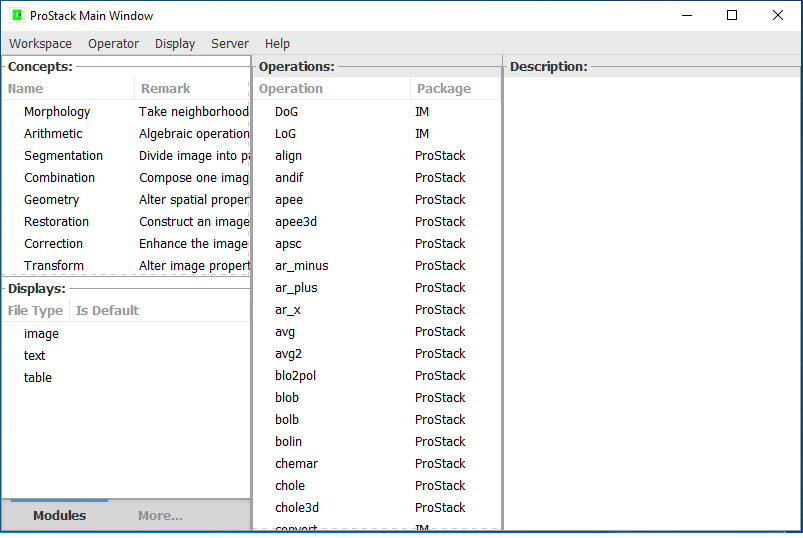 ProStack Main Window
Workspace Operator Display Server Help
Concepts:
Name Remark
Morphology Take neighborhood
Arithmetic Algebraic operation
Segmentation Divide image into pa
Combination Compose one imag
Geometry Alter spatial proper
Restoration Construct an image
Correction Enhance the image
Transform Alter image propert
Displays:
File Type Is Default
image
text
table
Modules More...
Operations:
Operation Package
DoG IM
LoG IM
align ProStack
andif ProStack
apee ProStack
apee3d ProStack
apsc ProStack
ar_minus ProStack
ar_plus ProStack
ar_x ProStack
avg ProStack
avg2 ProStack
blo2pol ProStack
blob ProStack
bolb ProStack
bolin ProStack
chemar ProStack
chole ProStack
chole3d ProStack
convert IM
Description: